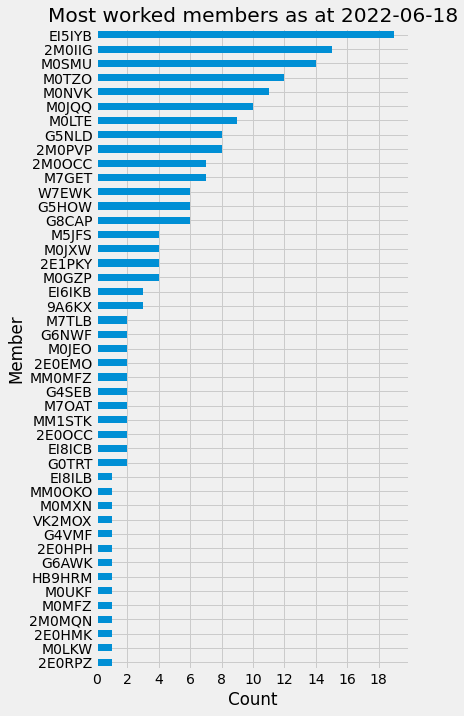 Most worked members as at 2022-06-18
EI5IYB
2M0IIG
M0SMU
M0TZO
M0NVK
M0JQQ
M0LTE
G5NLD
2M0PVP
2M0OCC
M7GET
W7EWK
G5HOW
G8CAP
M5JFS
M0JXW
2E1PKY
M0GZP
EI6IKB
9A6KX
M7TLB
G6NWF
M0JEO
2E0EMO
MM0MFZ
G4SEB
M7OAT
MM1STK
2E0OCC
EI8ICB
G0TRT
EI8ILB
MM0OKO
M0MXN
VK2MOX
G4VMF
2E0HPH
G6AWK
HB9HRM
M0UKF
M0MFZ
2M0MQN
2E0HMK
M0LKW
2E0RPZ
Member
0 2 4 6 8 10 12 14 16 18
Count